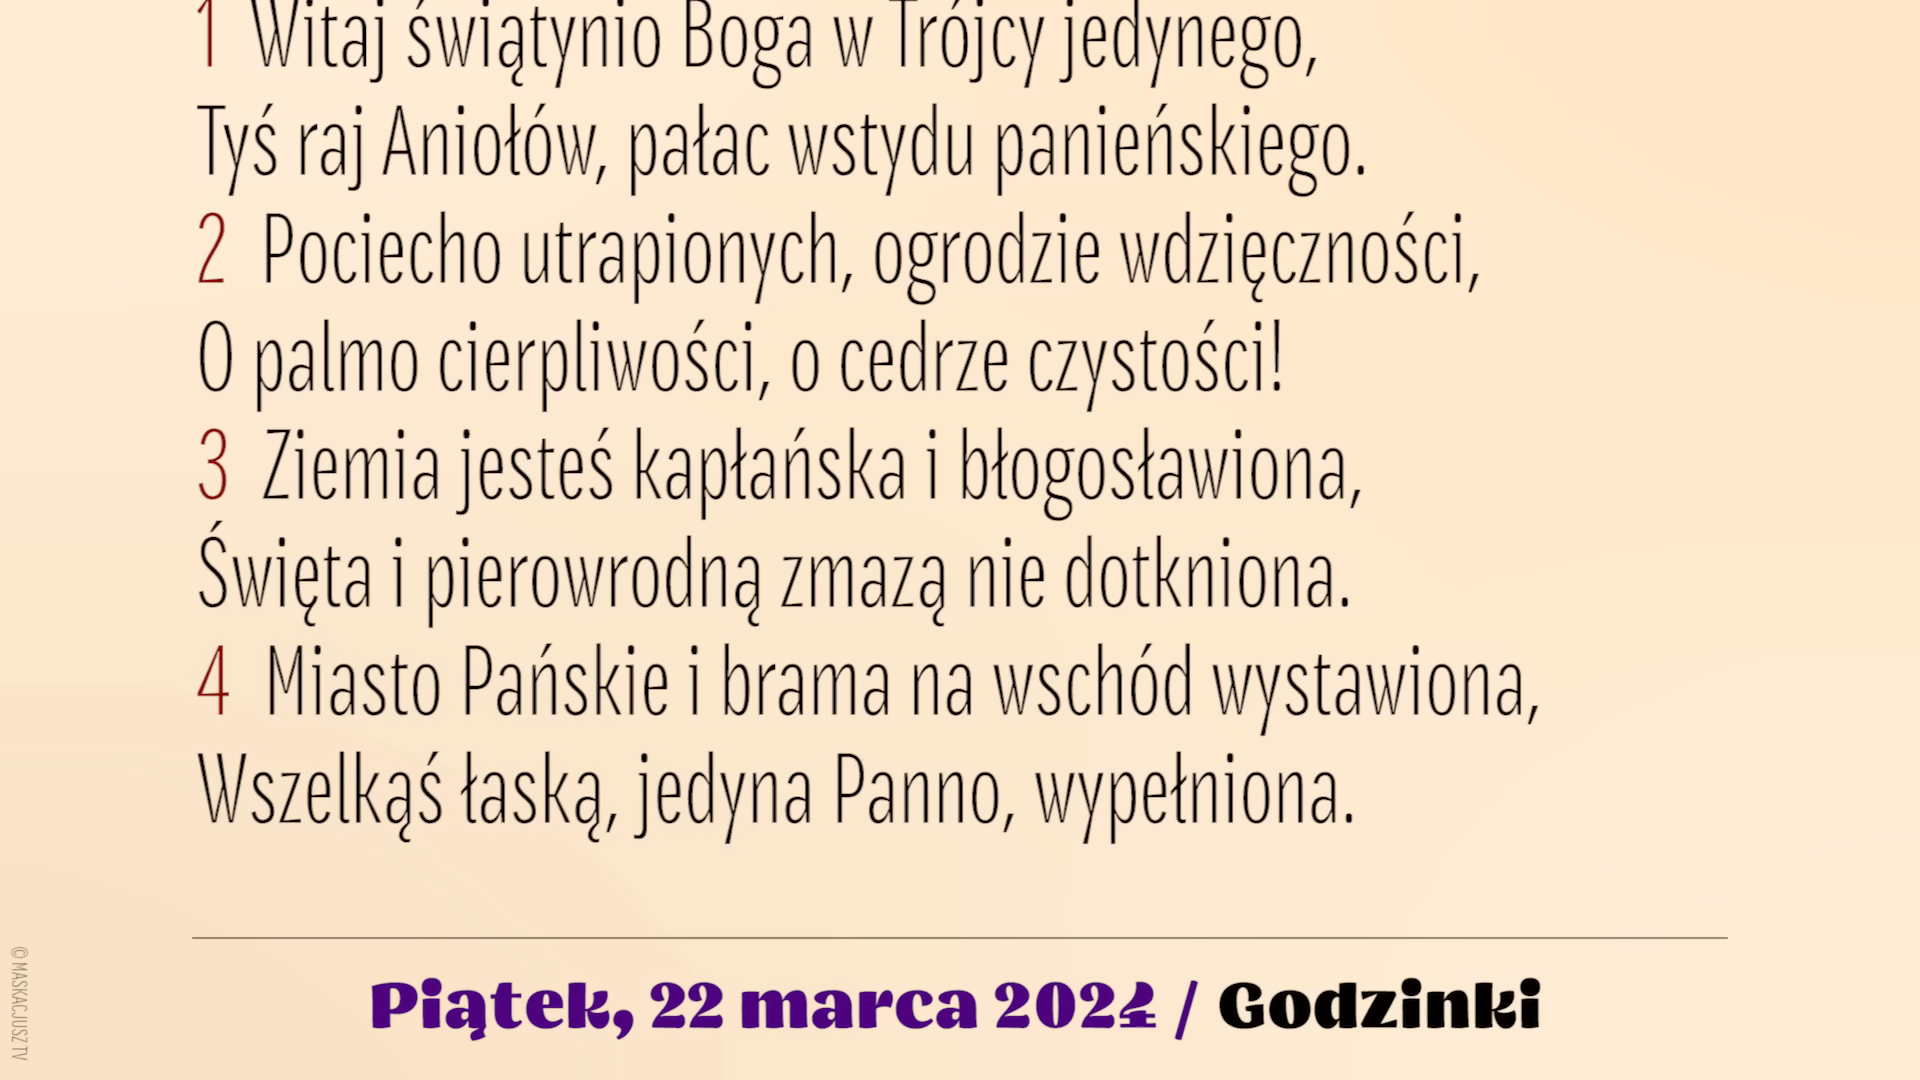 1 Witaj świątynio Boga w Trójcy jedynego,
Tyś raj Aniołów, pałac wstydu panieńskiego.
2 Pociecho utrapionych, ogrodzie wdzięczności,
O palmo cierpliwości, o cedrze czystości!
3 Ziemia jesteś kapłańska i błogosławiona,
Święta i pierowrodną zmazą nie dotkniona.
4 Miasto Pańskie i brama na wschód wystawiona,
Wszelkąś łaską, jedyna Panno, wypełniona.
Piątek, 22 marca 2024 / Godzinki
© MASKACJUSZ TV